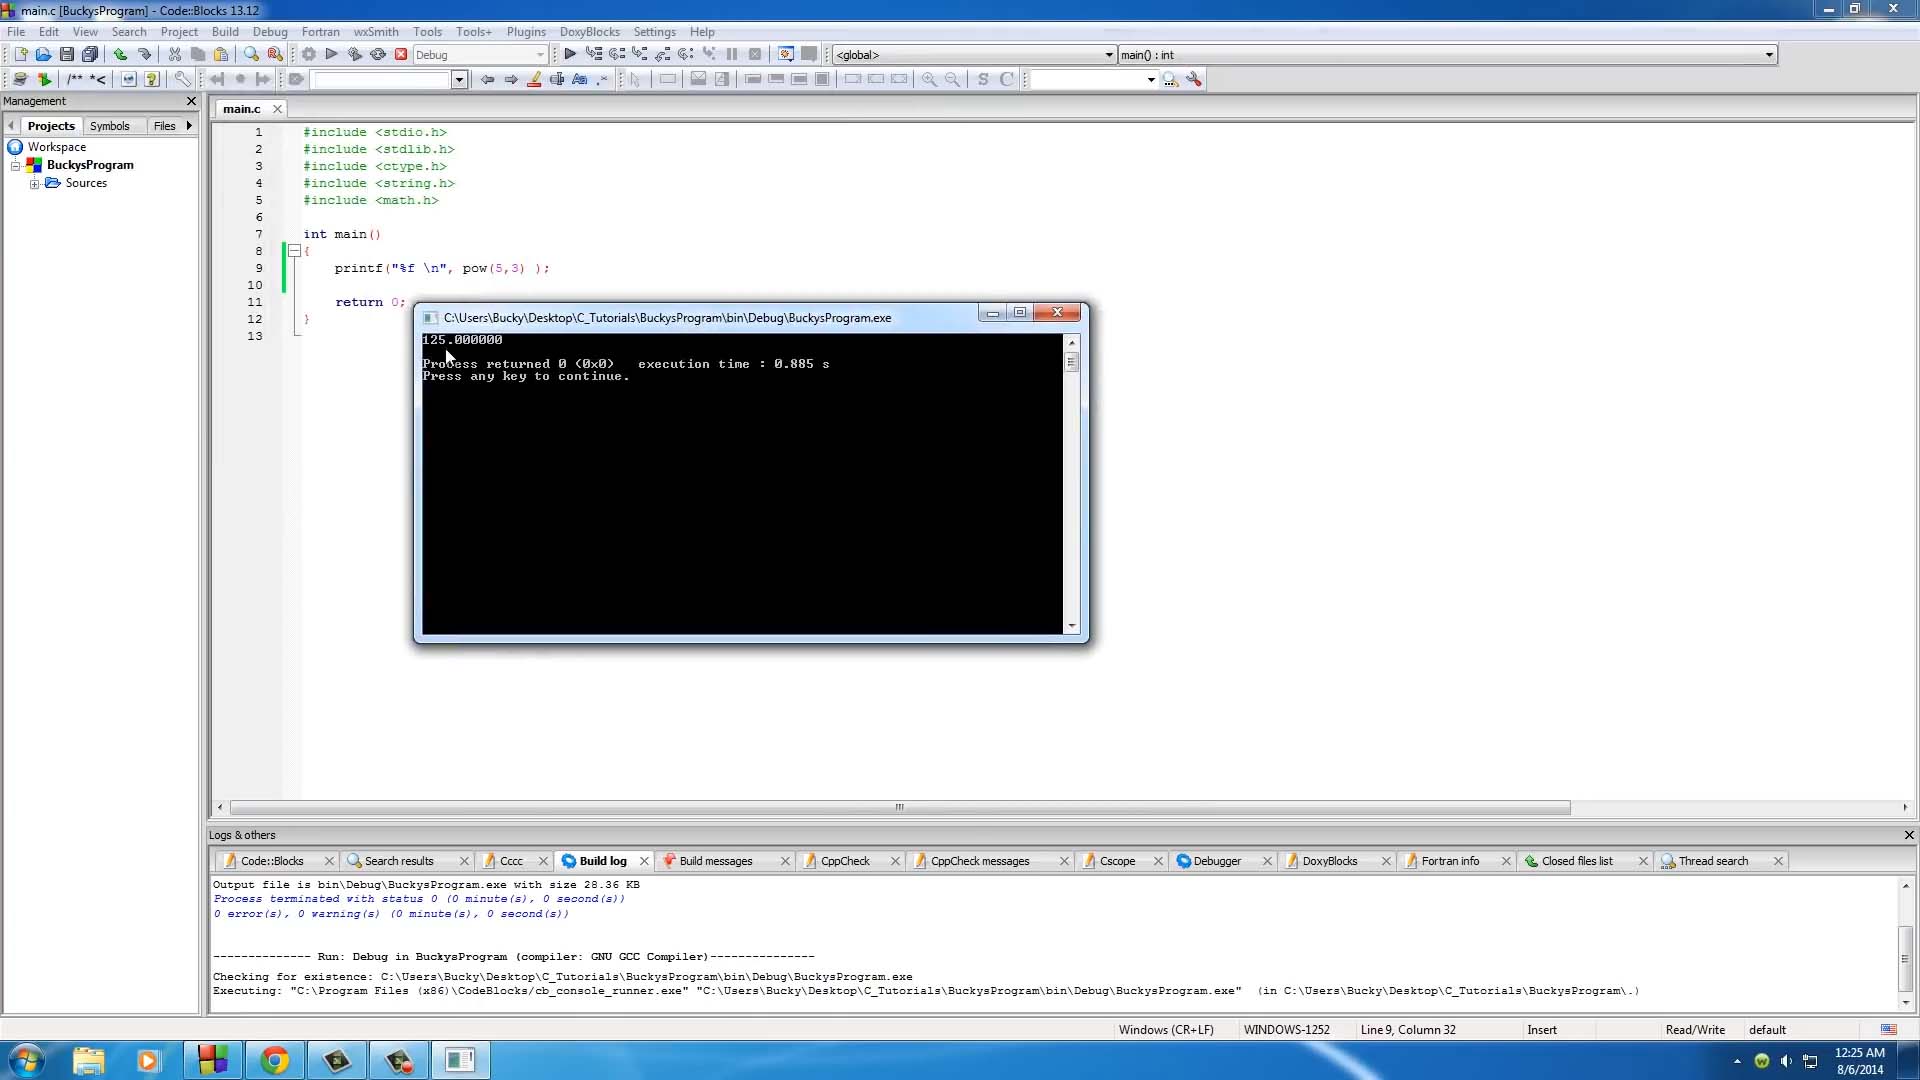 main.c [BuckysProgram] - Code::Blocks 13.12
File Edit View Search Project Build Debug Fortran wxSmith Tools Tools+ Plugins DoxyBlocks Settings Help
Debug <global> main() : int
/** *<
S C
Management
main.c
Projects Symbols Files
Workspace
BuckysProgram
Sources
1 #include <stdio.h>
2 #include <stdlib.h>
3 #include <ctype.h>
4 #include <string.h>
5 #include <math.h>
6
7 int main()
8 {
9 printf("%f \n", pow(5,3) );
10
11 return 0;
12 }
13
C:\Users\Bucky\Desktop\C_Tutorials\BuckysProgram\bin\Debug\BuckysProgram.exe
125.000000
Process returned 0 (0x0) execution time : 0.885 s
Press any key to continue.
Logs & others
Code::Blocks Search results Cccc Build log Build messages CppCheck CppCheck messages Cscope Debugger DoxyBlocks Fortran info Closed files list Thread search
Output file is bin\Debug\BuckysProgram.exe with size 28.36 KB
Process terminated with status 0 (0 minute(s), 0 second(s))
0 error(s), 0 warning(s) (0 minute(s), 0 second(s))
-------------- Run: Debug in BuckysProgram (compiler: GNU GCC Compiler)---------------
Checking for existence: C:\Users\Bucky\Desktop\C_Tutorials\BuckysProgram\bin\Debug\BuckysProgram.exe
Executing: "C:\Program Files (x86)\CodeBlocks/cb_console_runner.exe" "C:\Users\Bucky\Desktop\C_Tutorials\BuckysProgram\bin\Debug\BuckysProgram.exe" (in C:\Users\Bucky\Desktop\C_Tutorials\BuckysProgram\.)
Windows (CR+LF) WINDOWS-1252 Line 9, Column 32 Insert Read/Write default
12:25 AM
8/6/2014